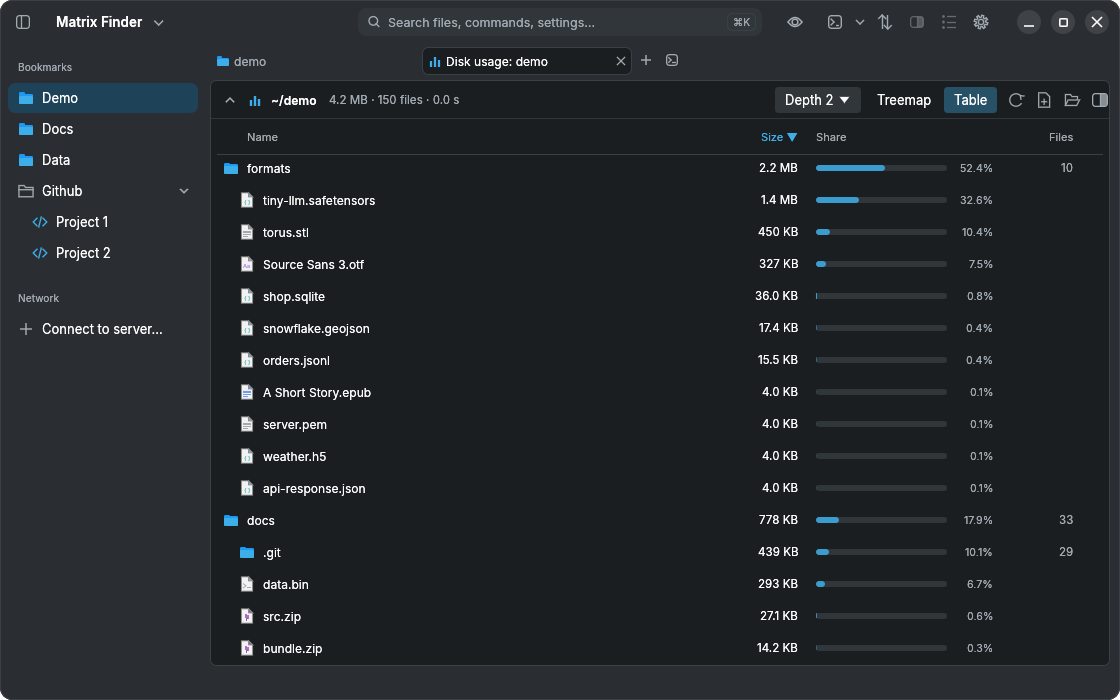 Matrix Finder
Search files, commands, settings... ⌘K
Bookmarks
Demo
Docs
Data
Github
Project 1
Project 2
Network
Connect to server...
demo
Disk usage: demo
~/demo 4.2 MB · 150 files · 0.0 s
Depth 2 ▼ Treemap Table
Name Size ▼ Share Files
formats 2.2 MB 52.4% 10
tiny-llm.safetensors 1.4 MB 32.6%
torus.stl 450 KB 10.4%
Source Sans 3.otf 327 KB 7.5%
shop.sqlite 36.0 KB 0.8%
snowflake.geojson 17.4 KB 0.4%
orders.jsonl 15.5 KB 0.4%
A Short Story.epub 4.0 KB 0.1%
server.pem 4.0 KB 0.1%
weather.h5 4.0 KB 0.1%
api-response.json 4.0 KB 0.1%
docs 778 KB 17.9% 33
.git 439 KB 10.1% 29
data.bin 293 KB 6.7%
src.zip 27.1 KB 0.6%
bundle.zip 14.2 KB 0.3%